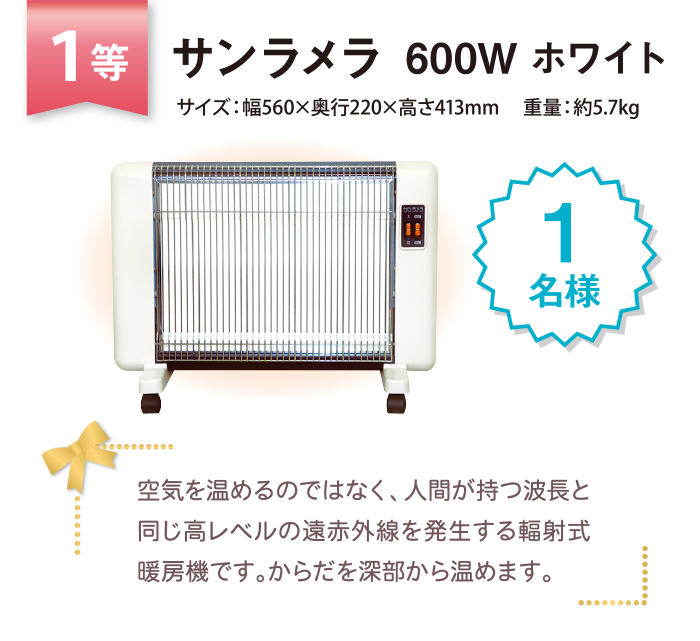 1等
サンラメラ 600W ホワイト
サイズ：幅560×奥行220×高さ413mm 重量：約5.7kg
1
名様
空気を温めるのではなく、人間が持つ波長と
同じ高レベルの遠赤外線を発生する輻射式
暖房機です。からだを深部から温めます。